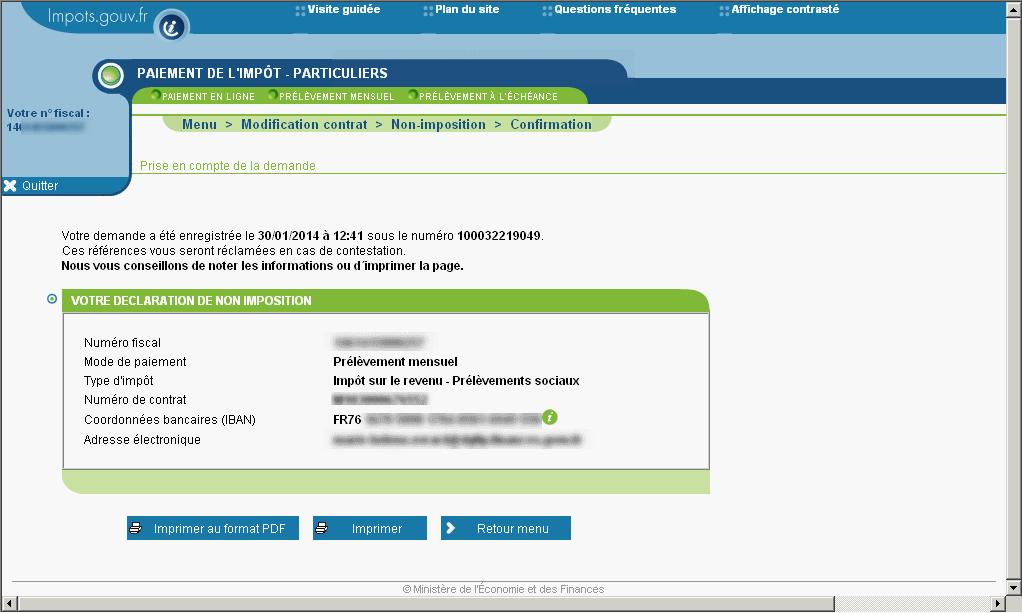 Impots.gouv.fr
Visite guidée
Plan du site
Questions fréquentes
Affichage contrasté
PAIEMENT DE L'IMPÔT - PARTICULIERS
PAIEMENT EN LIGNE
PRÉLÈVEMENT MENSUEL
PRÉLÈVEMENT À L'ÉCHÉANCE
Votre n° fiscal :
Menu > Modification contrat > Non-imposition > Confirmation
Prise en compte de la demande
Quitter
Votre demande a été enregistrée le 30/01/2014 à 12:41 sous le numéro 100032219049.
Ces références vous seront réclamées en cas de contestation.
Nous vous conseillons de noter les informations ou d´imprimer la page.
VOTRE DECLARATION DE NON IMPOSITION
Numéro fiscal
Mode de paiement Prélèvement mensuel
Type d'impôt Impôt sur le revenu - Prélèvements sociaux
Numéro de contrat
Coordonnées bancaires (IBAN) FR76
Adresse électronique
Imprimer au format PDF
Imprimer
Retour menu
© Ministère de l'Économie et des Finances